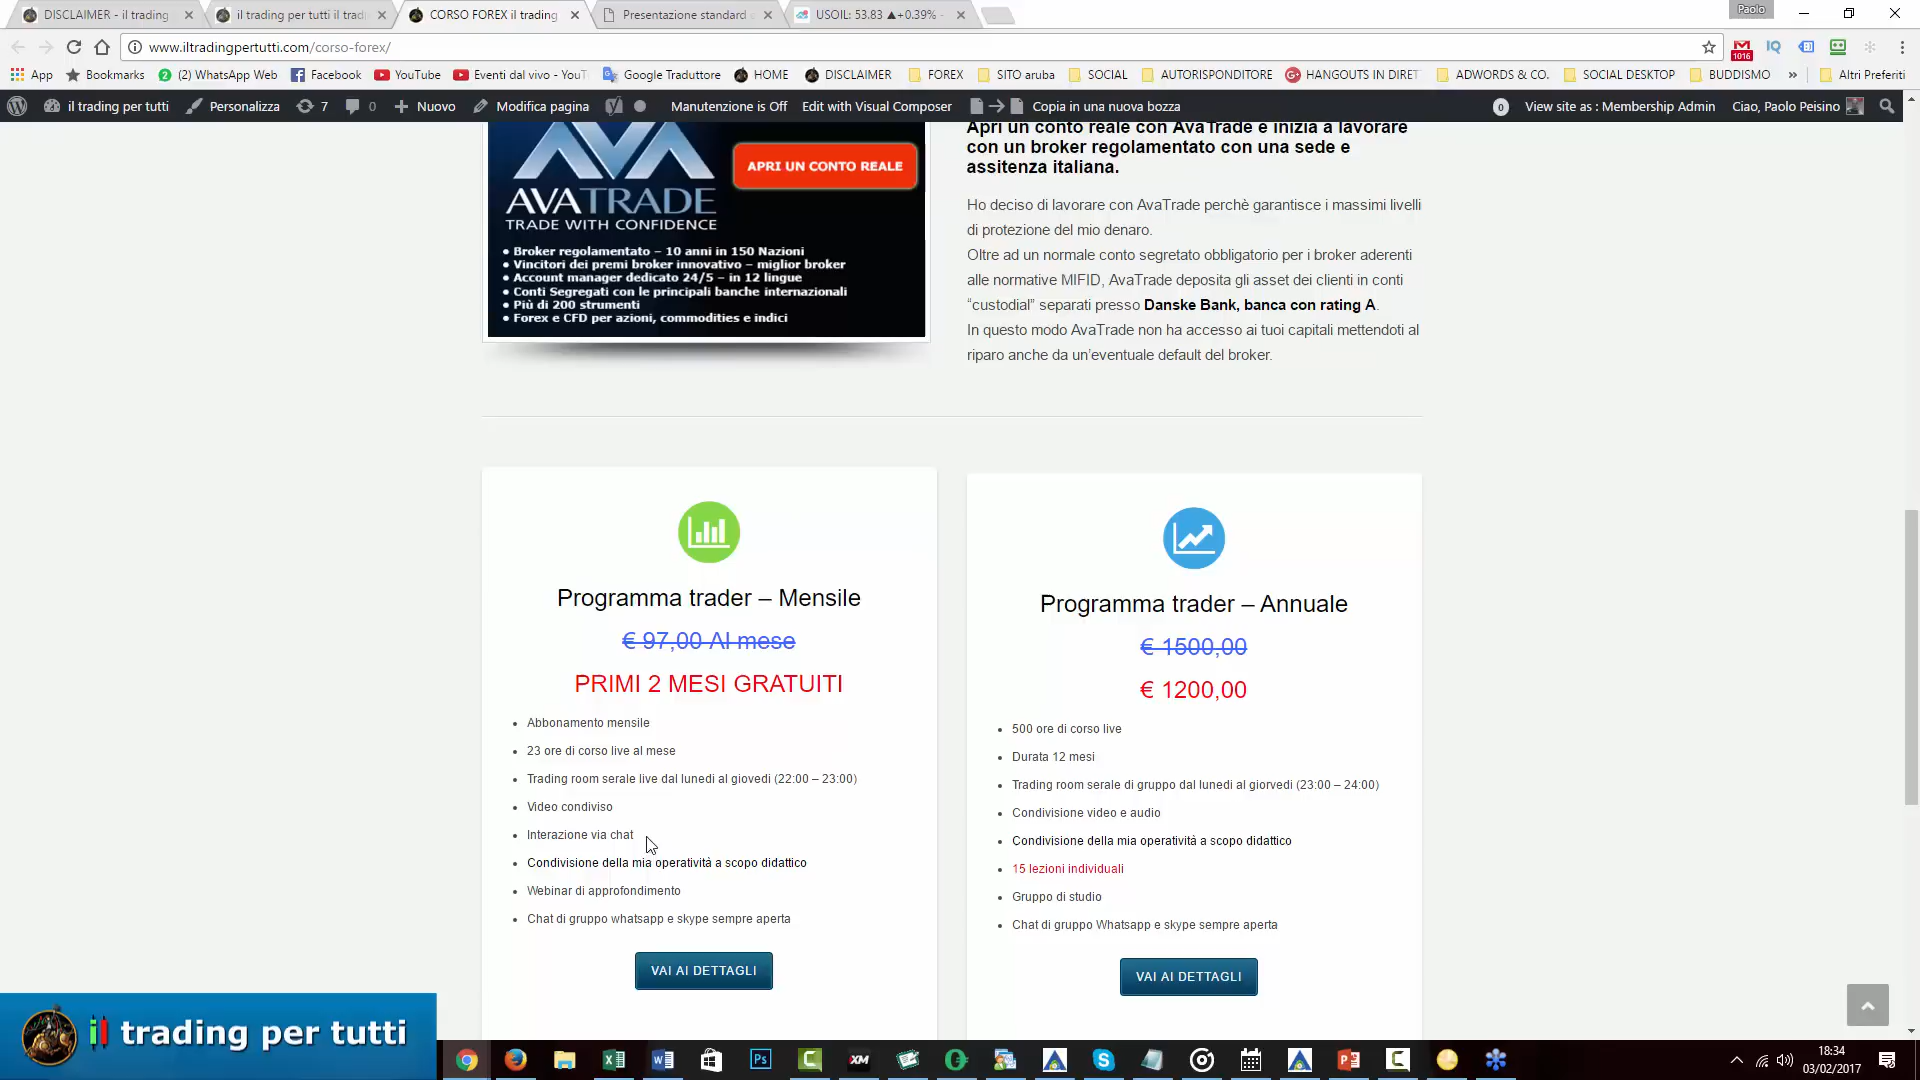 DISCLAIMER - il trading
il trading per tutti il tradi
CORSO FOREX il trading
Presentazione standard
USOIL: 53.83 ▲+0.39%
Paolo
www.iltradingpertutti.com/corso-forex/
1016
IQ
App
Bookmarks
(2) WhatsApp Web
Facebook
YouTube
Eventi dal vivo - YouT
Google Traduttore
HOME
DISCLAIMER
FOREX
SITO aruba
SOCIAL
AUTORISPONDITORE
HANGOUTS IN DIRET
ADWORDS & CO.
SOCIAL DESKTOP
BUDDISMO
»
Altri Preferiti
il trading per tutti
Personalizza
7
0
Nuovo
Modifica pagina
Manutenzione is Off
Edit with Visual Composer
Copia in una nuova bozza
0
View site as : Membership Admin
Ciao, Paolo Peisino
AVATRADE
TRADE WITH CONFIDENCE
APRI UN CONTO REALE
• Broker regolamentato – 10 anni in 150 Nazioni
• Vincitori dei premi broker innovativo – miglior broker
• Account manager dedicato 24/5 – in 12 lingue
• Conti Segregati con le principali banche internazionali
• Più di 200 strumenti
• Forex e CFD per azioni, commodities e indici
Apri un conto reale con AvaTrade e inizia a lavorare
con un broker regolamentato con una sede e
assitenza italiana.
Ho deciso di lavorare con AvaTrade perchè garantisce i massimi livelli
di protezione del mio denaro.
Oltre ad un normale conto segretato obbligatorio per i broker aderenti
alle normative MIFID, AvaTrade deposita gli asset dei clienti in conti
“custodial” separati presso Danske Bank, banca con rating A.
In questo modo AvaTrade non ha accesso ai tuoi capitali mettendoti al
riparo anche da un’eventuale default del broker.
Programma trader – Mensile
€ 97,00 Al mese
PRIMI 2 MESI GRATUITI
• Abbonamento mensile
• 23 ore di corso live al mese
• Trading room serale live dal lunedi al giovedi (22:00 – 23:00)
• Video condiviso
• Interazione via chat
• Condivisione della mia operatività a scopo didattico
• Webinar di approfondimento
• Chat di gruppo whatsapp e skype sempre aperta
VAI AI DETTAGLI
Programma trader – Annuale
€ 1500,00
€ 1200,00
• 500 ore di corso live
• Durata 12 mesi
• Trading room serale di gruppo dal lunedi al giorvedi (23:00 – 24:00)
• Condivisione video e audio
• Condivisione della mia operatività a scopo didattico
• 15 lezioni individuali
• Gruppo di studio
• Chat di gruppo Whatsapp e skype sempre aperta
VAI AI DETTAGLI
il trading per tutti
Ps
XM
18:34
03/02/2017